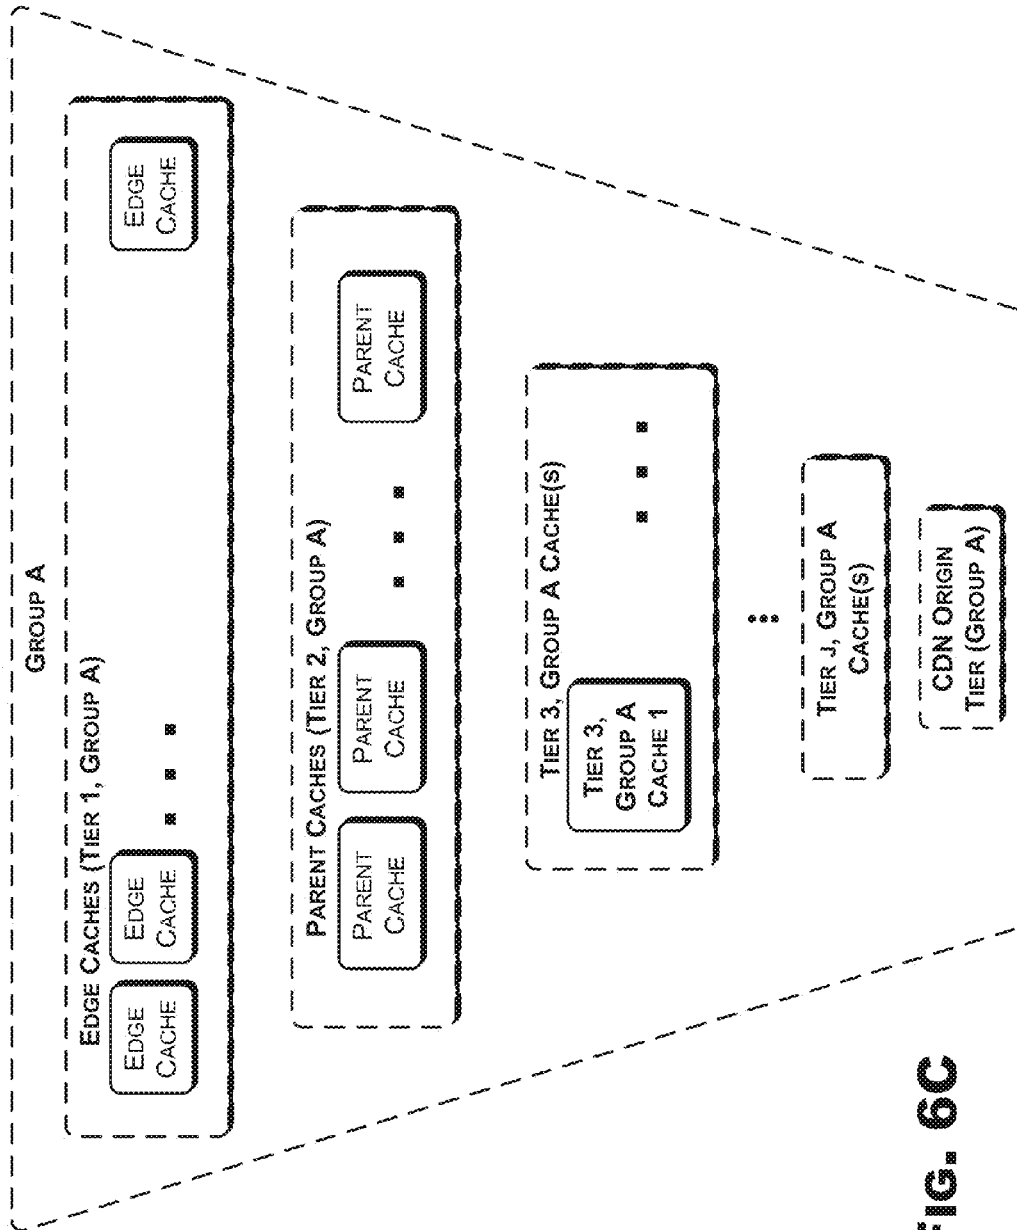 GROUP A
EDGE CACHES (TIER 1, GROUP A)
EDGE
CACHE
EDGE
CACHE
EDGE
CACHE
PARENT CACHES (TIER 2, GROUP A)
PARENT
CACHE
PARENT
CACHE
PARENT
CACHE
TIER 3, GROUP A CACHE(S)
TIER 3,
GROUP A
CACHE 1
TIER J, GROUP A
CACHE(S)
CDN ORIGIN
TIER (GROUP A)
FIG. 6C